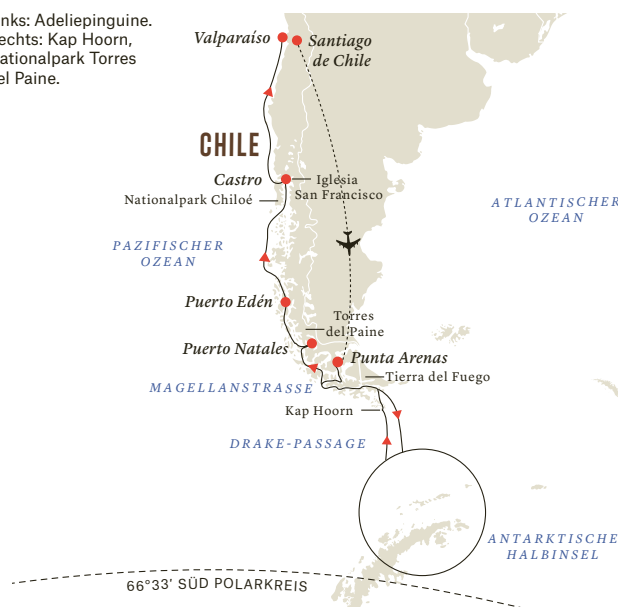 nks: Adeliepinguine.
echts: Kap Hoorn,
ationalpark Torres
el Paine.
Valparaíso
Santiago
de Chile
CHILE
Castro
Iglesia
San Francisco
Nationalpark Chiloé
ATLANTISCHER
OZEAN
PAZIFISCHER
OZEAN
Puerto Edén
Torres
del Paine
Puerto Natales
Punta Arenas
Tierra del Fuego
MAGELLANSTRASSE
Kap Hoorn
DRAKE-PASSAGE
ANTARKTISCHE
HALBINSEL
66°33′ SÜD POLARKREIS